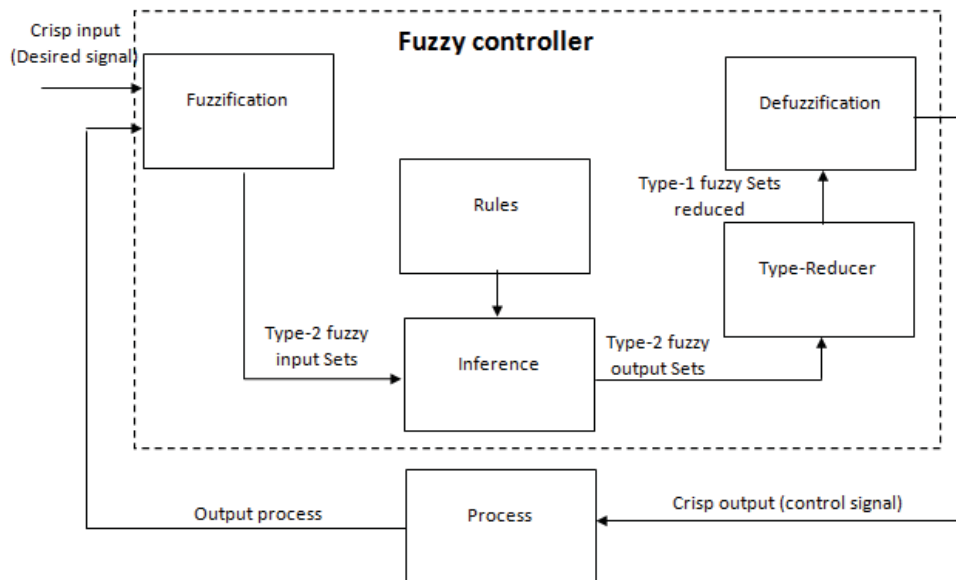 Crisp input
(Desired signal)
Fuzzy controller
Fuzzification
Defuzzification
Type-1 fuzzy Sets
reduced
Rules
Type-Reducer
Type-2 fuzzy
input Sets
Inference
Type-2 fuzzy
output Sets
Output process
Process
Crisp output (control signal)